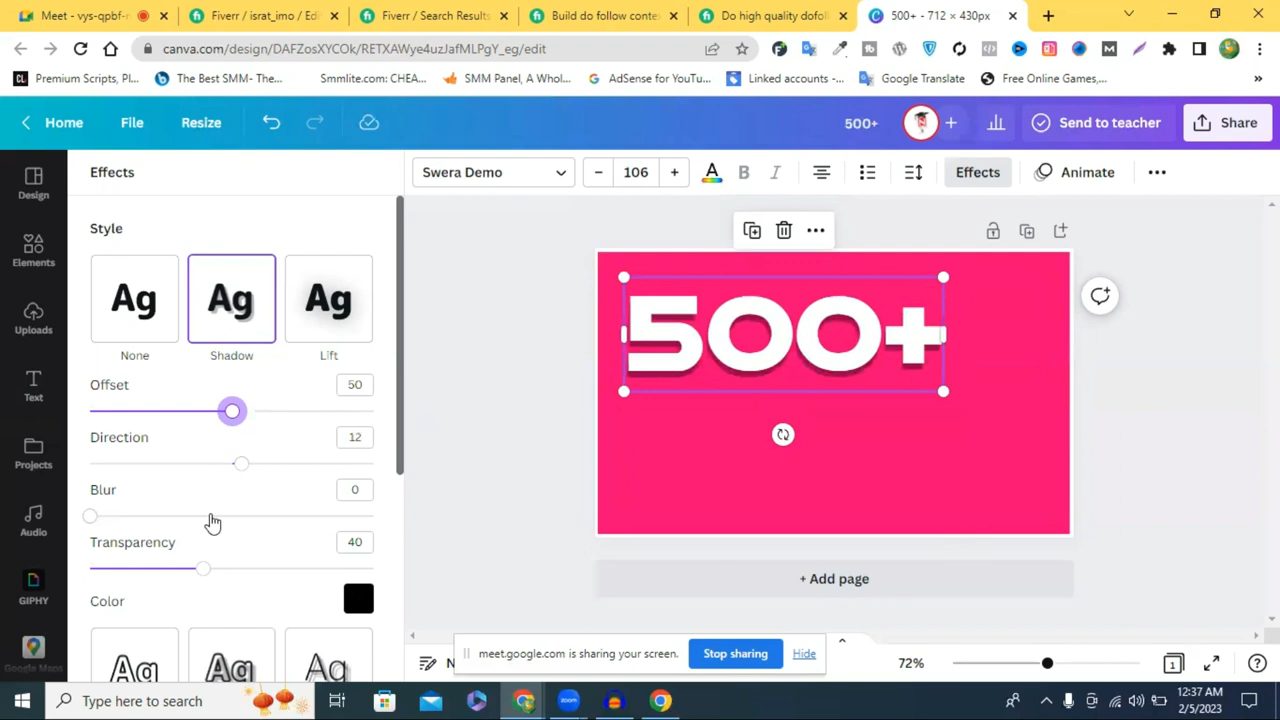 Meet - vys-qpbf-n
Fiverr / israt_imo / Edi
Fiverr / Search Results
Build do follow conte
Do high quality dofol
500+ - 712 × 430px
canva.com/design/DAFZosXYCOk/RETXAWye4uzJafMLPgY_eg/edit
Premium Scripts, Pl...
The Best SMM- The...
Smmlite.com: CHEA...
SMM Panel, A Whol...
AdSense for YouTu...
Linked accounts -...
Google Translate
Free Online Games,...
»
Home
File
Resize
500+
Send to teacher
Share
Design
Elements
Uploads
Text
Projects
Audio
GIPHY
Google Maps
Effects
Swera Demo
– 106 +
A
B
I
Effects
Animate
Style
Ag
Ag
Ag
None
Shadow
Lift
Offset
50
Direction
12
Blur
0
Transparency
40
Color
Ag
Ag
Ag
500+
+ Add page
meet.google.com is sharing your screen.
Stop sharing
Hide
72%
1
Type here to search
12:37 AM
2/5/2023